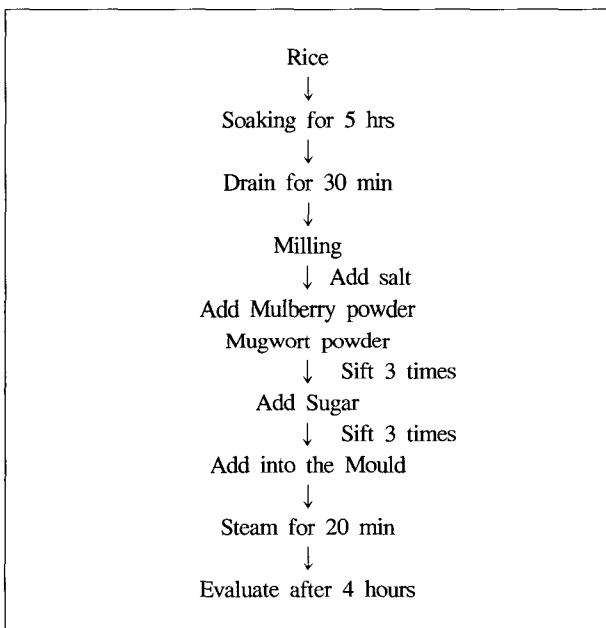 Rice
↓
Soaking for 5 hrs
↓
Drain for 30 min
↓
Milling
↓ Add salt
Add Mulberry powder
Mugwort powder
↓ Sift 3 times
Add Sugar
↓ Sift 3 times
Add into the Mould
↓
Steam for 20 min
↓
Evaluate after 4 hours